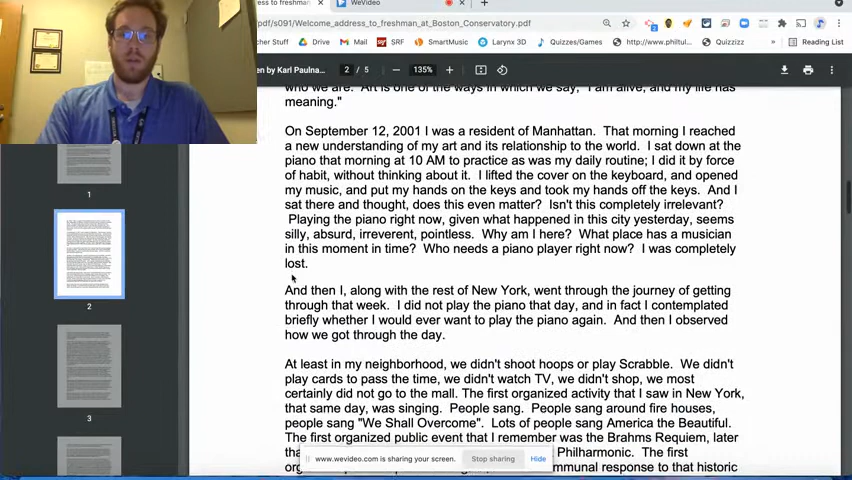 ess to freshman
WeVideo
pdf/s091/Welcome_address_to_freshman_at_Boston_Conservatory.pdf
cher Stuff
Drive
Mail
SRF
SmartMusic
Larynx 3D
Quizzes/Games
http://www.philtul...
Quizzizz
Reading List
en by Karl Paulna...
2 / 5
135%
who we are. Art is one of the ways in which we say, "I am alive, and my life has
meaning."
On September 12, 2001 I was a resident of Manhattan. That morning I reached
a new understanding of my art and its relationship to the world. I sat down at the
piano that morning at 10 AM to practice as was my daily routine; I did it by force
of habit, without thinking about it. I lifted the cover on the keyboard, and opened
my music, and put my hands on the keys and took my hands off the keys. And I
sat there and thought, does this even matter? Isn't this completely irrelevant?
Playing the piano right now, given what happened in this city yesterday, seems
silly, absurd, irreverent, pointless. Why am I here? What place has a musician
in this moment in time? Who needs a piano player right now? I was completely
lost.
And then I, along with the rest of New York, went through the journey of getting
through that week. I did not play the piano that day, and in fact I contemplated
briefly whether I would ever want to play the piano again. And then I observed
how we got through the day.
At least in my neighborhood, we didn't shoot hoops or play Scrabble. We didn't
play cards to pass the time, we didn't watch TV, we didn't shop, we most
certainly did not go to the mall. The first organized activity that I saw in New York,
that same day, was singing. People sang. People sang around fire houses,
people sang "We Shall Overcome". Lots of people sang America the Beautiful.
The first organized public event that I remember was the Brahms Requiem, later
Philharmonic. The first
mmunal response to that historic
www.wevideo.com is sharing your screen.
Stop sharing
Hide
1
2
3